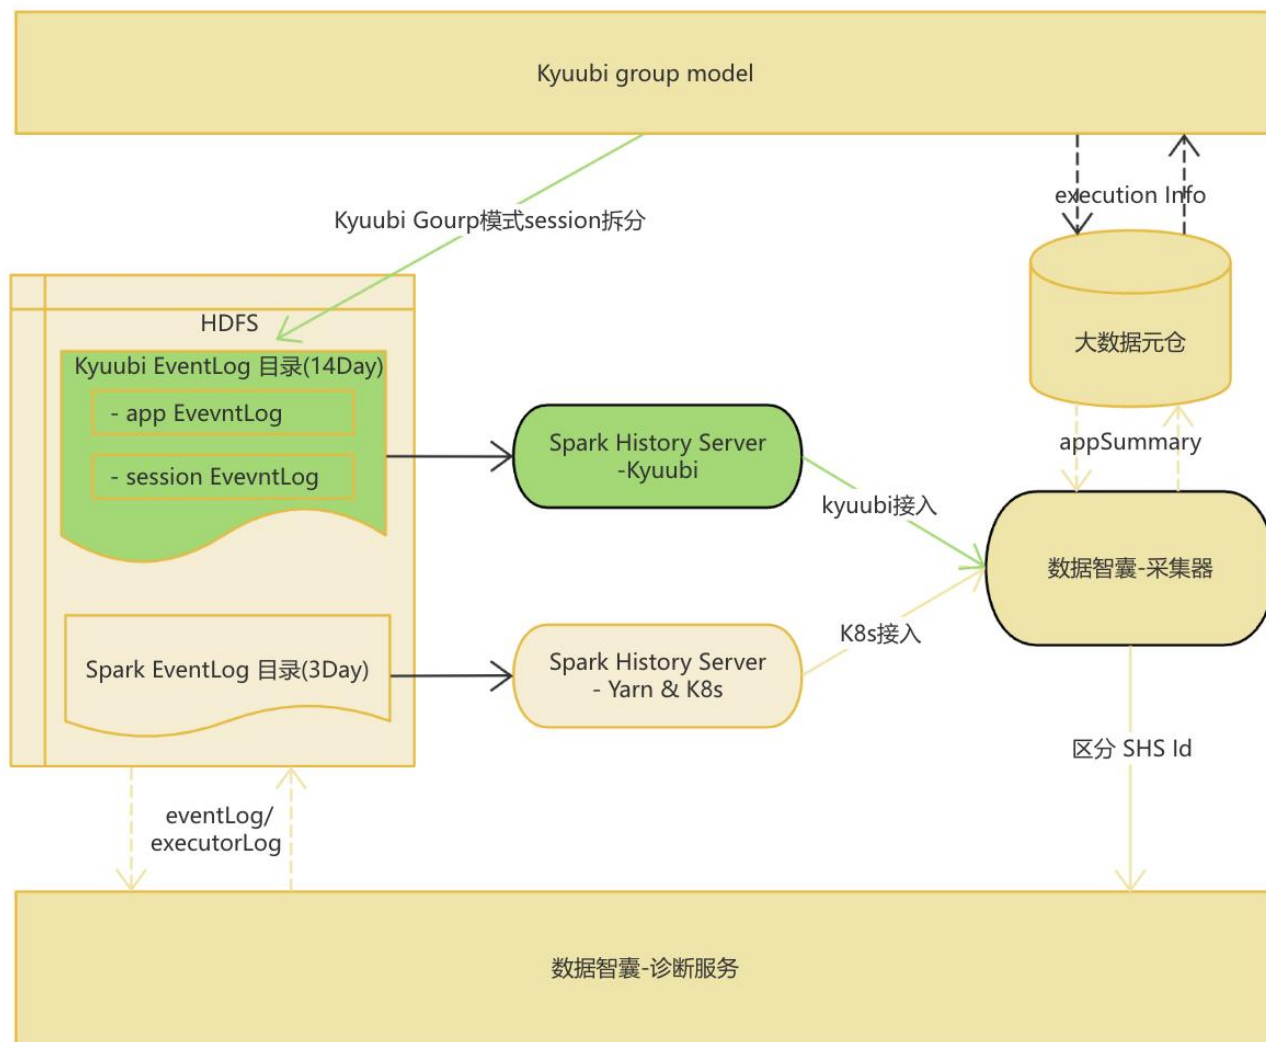 Kyuubi group model
execution Info
Kyuubi Gourp模式session拆分
HDFS
Kyuubi EventLog 目录(14Day)
- app EvevntLog
- session EvevntLog
大数据元仓
appSummary
Spark History Server
-Kyuubi
kyuubi接入
数据智囊-采集器
K8s接入
Spark EventLog 目录(3Day)
Spark History Server
- Yarn & K8s
区分 SHS Id
eventLog/
executorLog
数据智囊-诊断服务